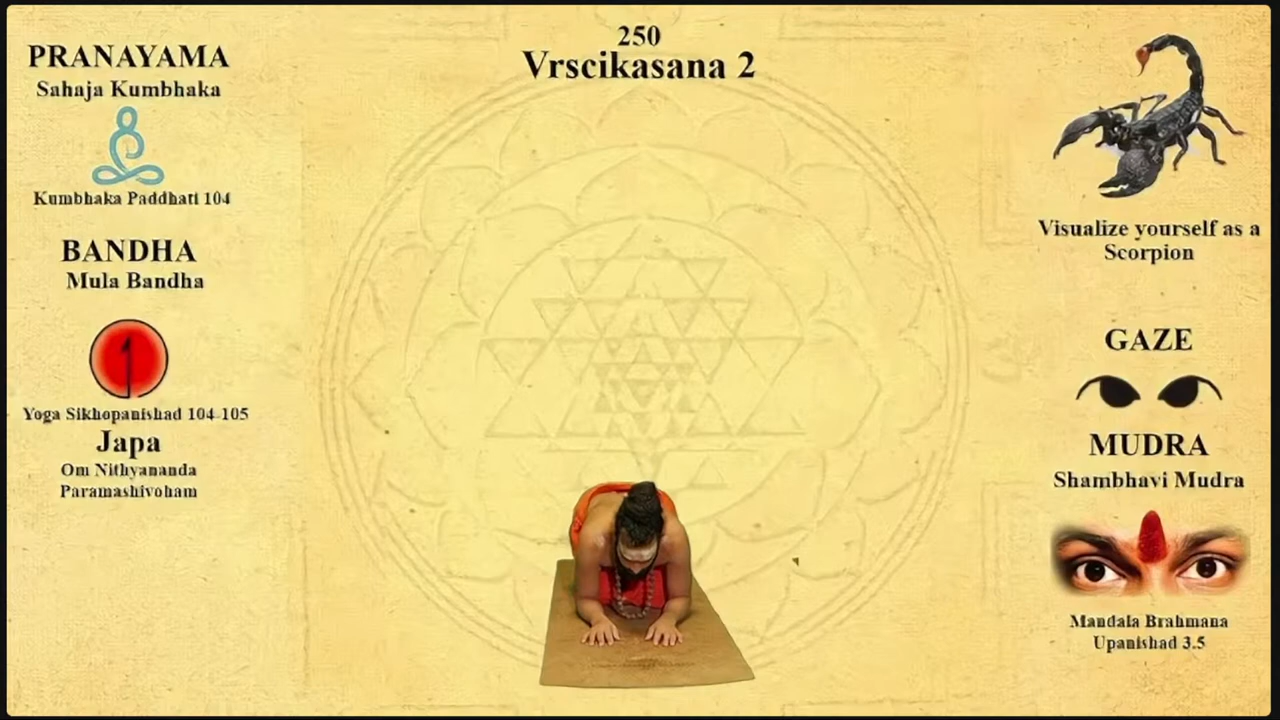 250
Vrscikasana 2
PRANAYAMA
Sahaja Kumbhaka
Kumbhaka Paddhati 104
BANDHA
Mula Bandha
Yoga Sikhopanishad 104-105
Japa
Om Nithyananda
Paramashivoham
Visualize yourself as a
Scorpion
GAZE
MUDRA
Shambhavi Mudra
Mandala Brahmana
Upanishad 3.5